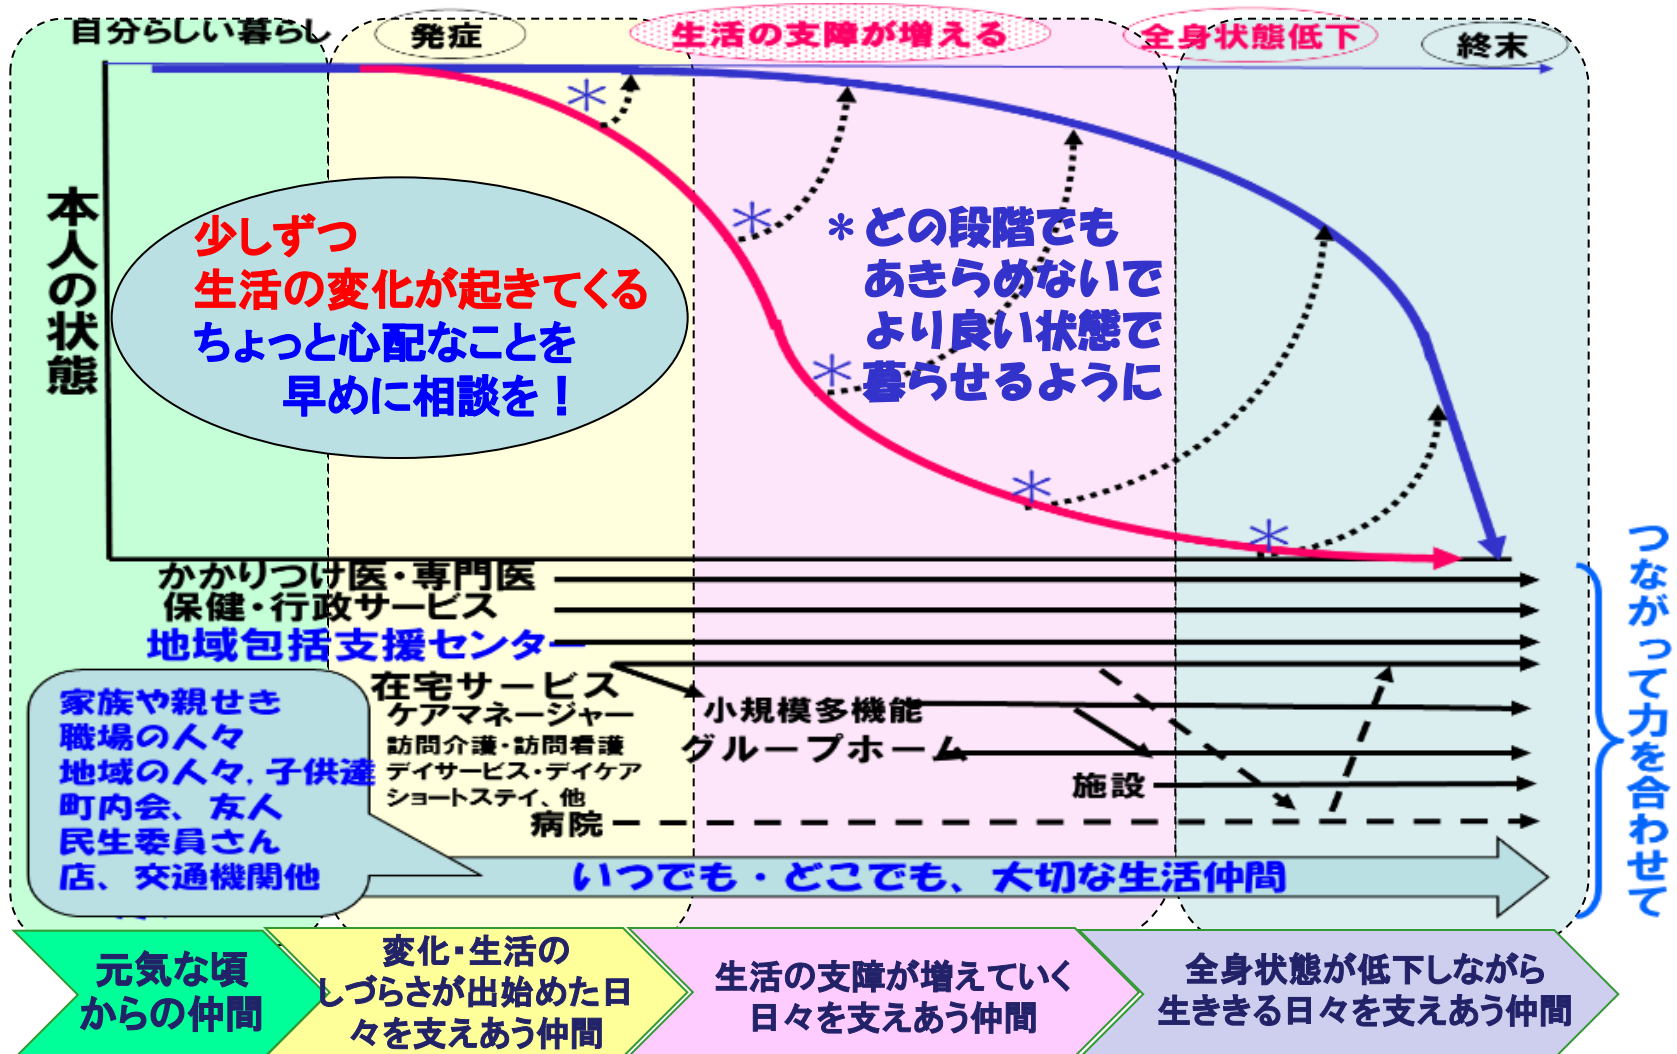 自分らしい暮らし
発症
生活の支障が増える
全身状態低下
終末
本人の状態
少しずつ
生活の変化が起きてくる
ちょっと心配なことを
早めに相談を！
＊どの段階でも
あきらめないで
より良い状態で
暮らせるように
＊
＊
＊
＊
＊
かかりつけ医・専門医
保健・行政サービス
地域包括支援センター
在宅サービス
ケアマネージャー
訪問介護・訪問看護
デイサービス・デイケア
ショートステイ、他
小規模多機能
グループホーム
施設
病院
家族や親せき
職場の人々
地域の人々，子供達
町内会、友人
民生委員さん
店、交通機関他
いつでも・どこでも、大切な生活仲間
つながって力を合わせて
元気な頃
からの仲間
変化・生活の
しづらさが出始めた日
々を支えあう仲間
生活の支障が増えていく
日々を支えあう仲間
全身状態が低下しながら
生ききる日々を支えあう仲間